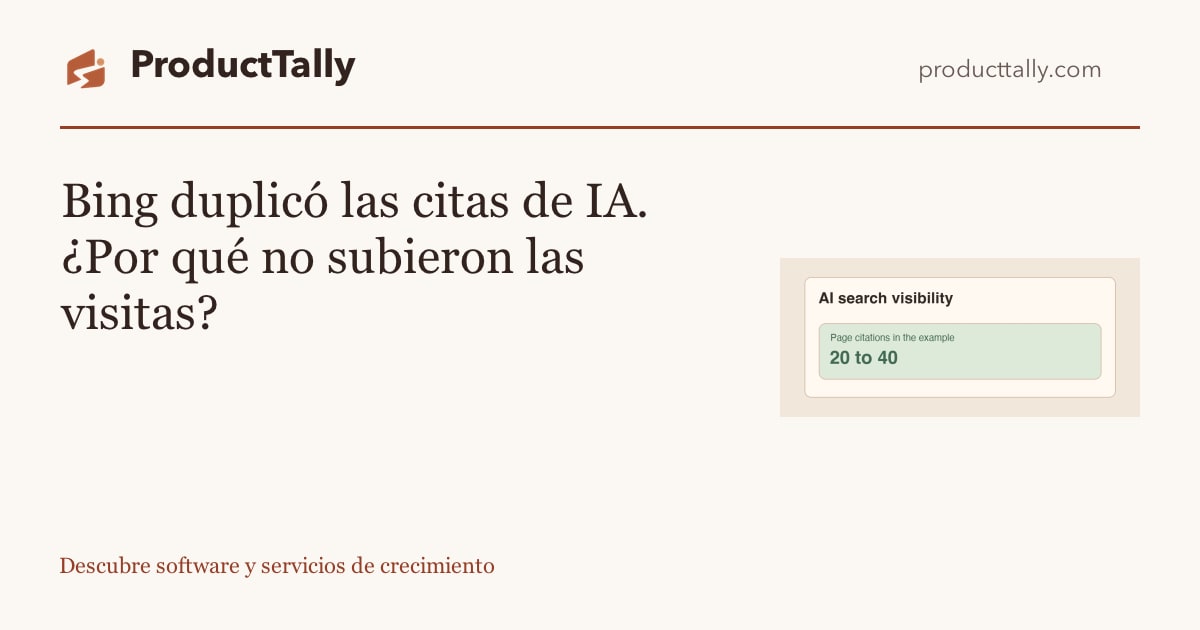 ProductTally
producttally.com
Bing duplicó las citas de IA.
¿Por qué no subieron las
visitas?
AI search visibility
Page citations in the example
20 to 40
Descubre software y servicios de crecimiento